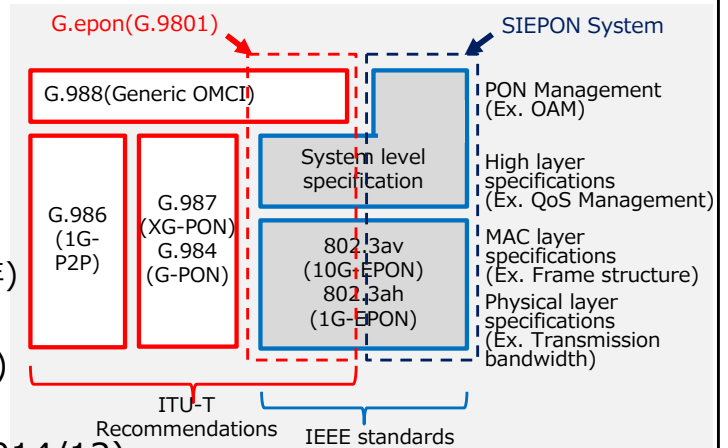 G.epon(G.9801)
SIEPON System
G.988(Generic OMCI)
PON Management
(Ex. OAM)
System level
specification
High layer
specifications
(Ex. QoS Management)
G.986
(1G-
P2P)
G.987
(XG-PON)
G.984
(G-PON)
802.3av
(10G-EPON)
802.3ah
(1G-EPON)
MAC layer
specifications
(Ex. Frame structure)
Physical layer
specifications
(Ex. Transmission
bandwidth)
)
)
ITU-T
Recommendations
IEEE standards
014/12)